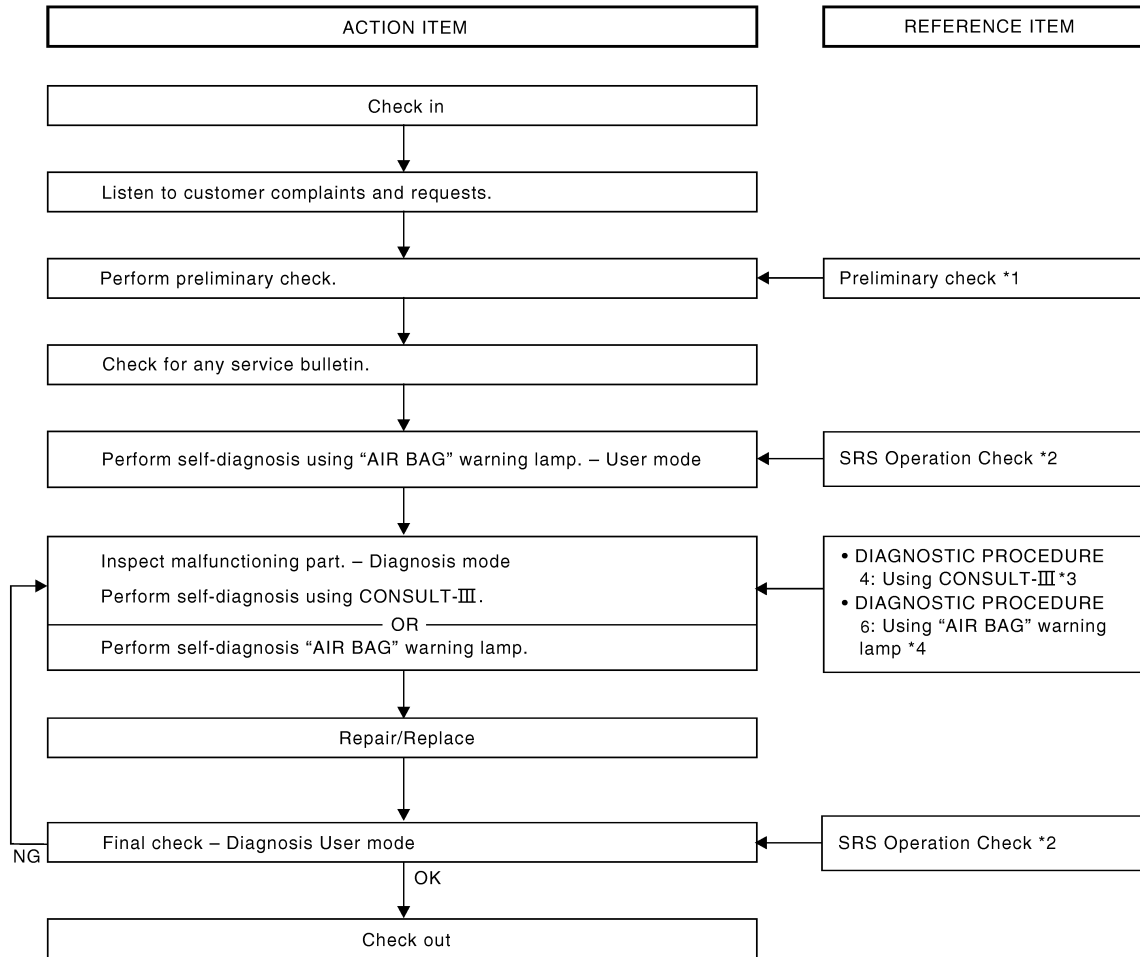 ACTION ITEM
REFERENCE ITEM
Check in
Listen to customer complaints and requests.
Perform preliminary check.
Preliminary check *1
Check for any service bulletin.
Perform self-diagnosis using “AIR BAG” warning lamp. – User mode
SRS Operation Check *2
Inspect malfunctioning part. – Diagnosis mode
Perform self-diagnosis using CONSULT-III.
OR
Perform self-diagnosis “AIR BAG” warning lamp.
• DIAGNOSTIC PROCEDURE
4: Using CONSULT-III *3
• DIAGNOSTIC PROCEDURE
6: Using “AIR BAG” warning
lamp *4
Repair/Replace
Final check – Diagnosis User mode
SRS Operation Check *2
NG
OK
Check out